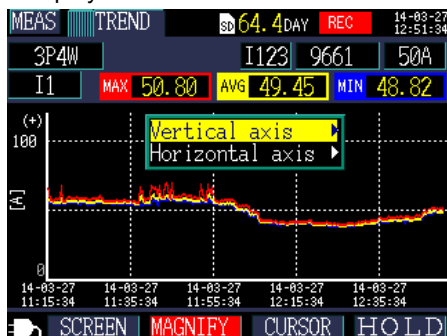 MEAS TREND SD 64.4DAY REC 14-03-27 12:51:34
3P4W I123 9661 50A
I1 MAX 50.80 AVG 49.45 MIN 48.82
(+)
100
Vertical axis
Horizontal axis
[A]
0
14-03-27 14-03-27 14-03-27 14-03-27 14-03-27
11:15:34 11:35:34 11:55:34 12:15:34 12:35:34
SCREEN MAGNIFY CURSOR HOLD